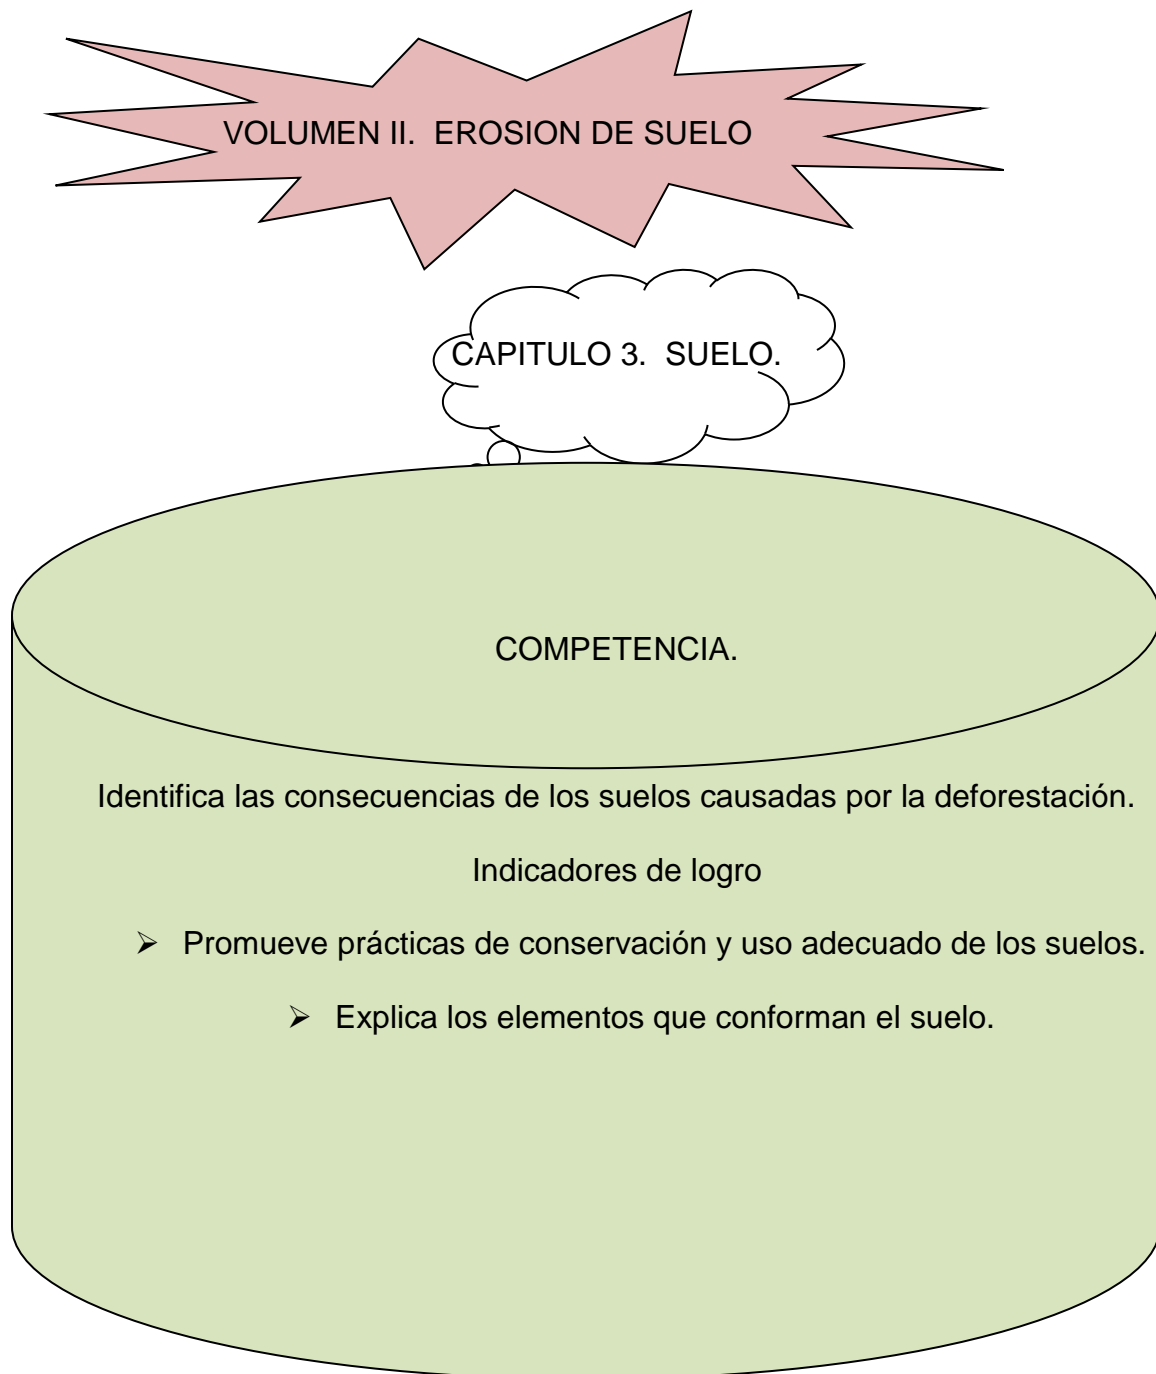 VOLUMEN II.  EROSION DE SUELO
CAPITULO 3.  SUELO.
COMPETENCIA.
Identifica las consecuencias de los suelos causadas por la deforestación.
Indicadores de logro
➢ Promueve prácticas de conservación y uso adecuado de los suelos.
➢ Explica los elementos que conforman el suelo.